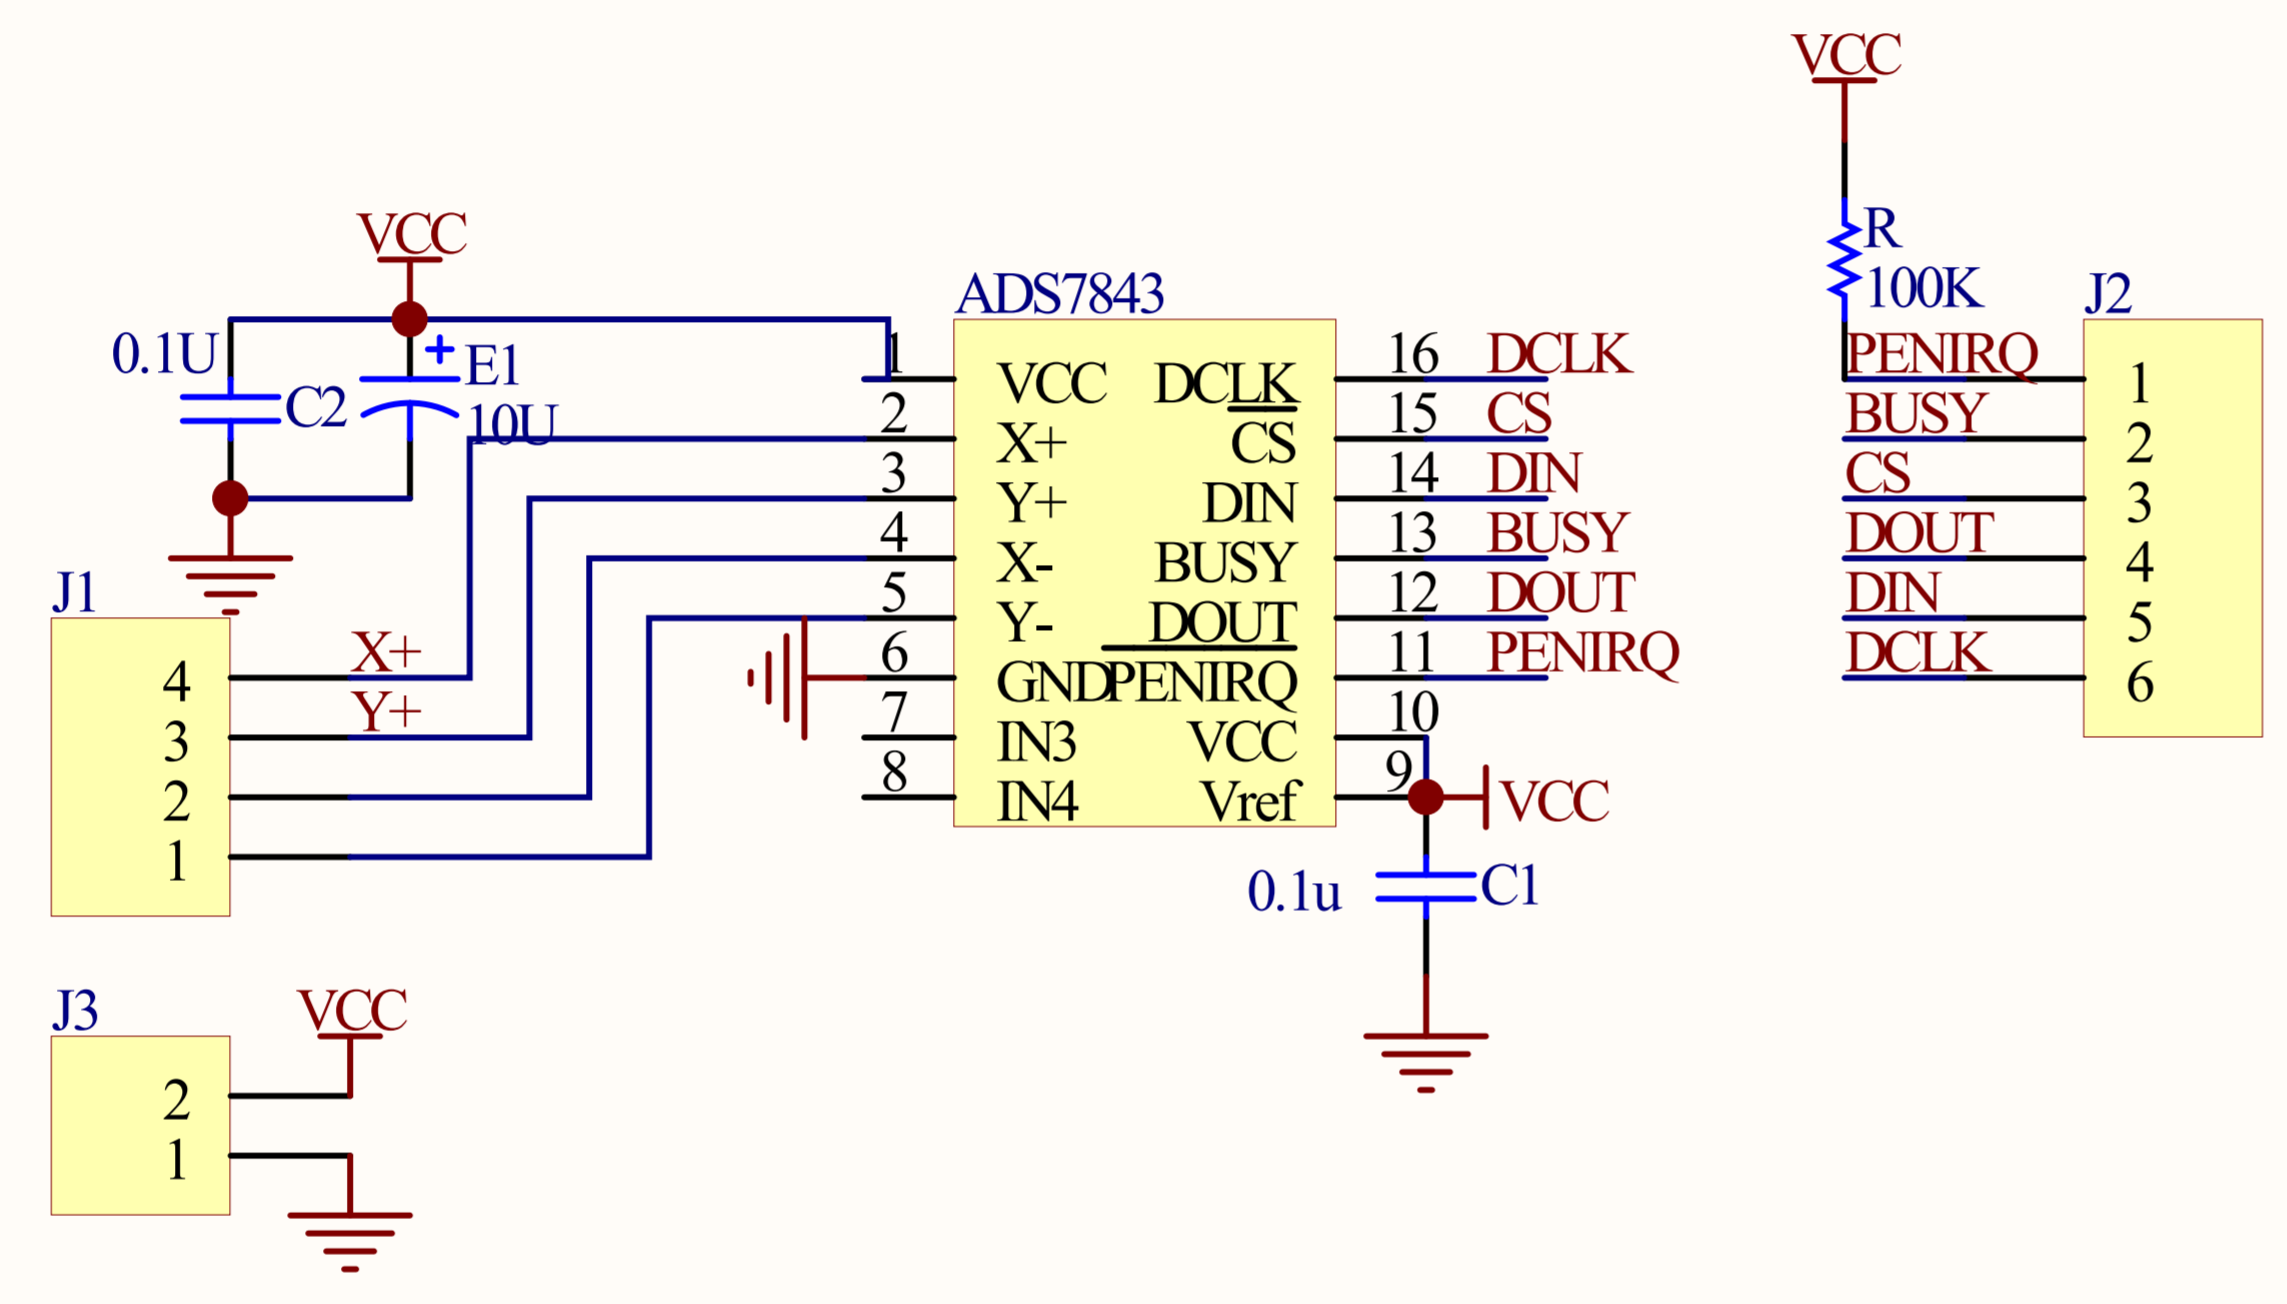 VCC
0.1U
C2
+ E1
10U
J1
4 X+
3 Y+
2
1
J3
VCC
2
1
ADS7843
1 VCC DCLK 16 DCLK
2 X+ CS 15 CS
3 Y+ DIN 14 DIN
4 X- BUSY 13 BUSY
5 Y- DOUT 12 DOUT
6 GND PENIRQ 11 PENIRQ
7 IN3 VCC 10
8 IN4 Vref 9 VCC
0.1u C1
VCC
R
100K
J2
PENIRQ 1
BUSY 2
CS 3
DOUT 4
DIN 5
DCLK 6